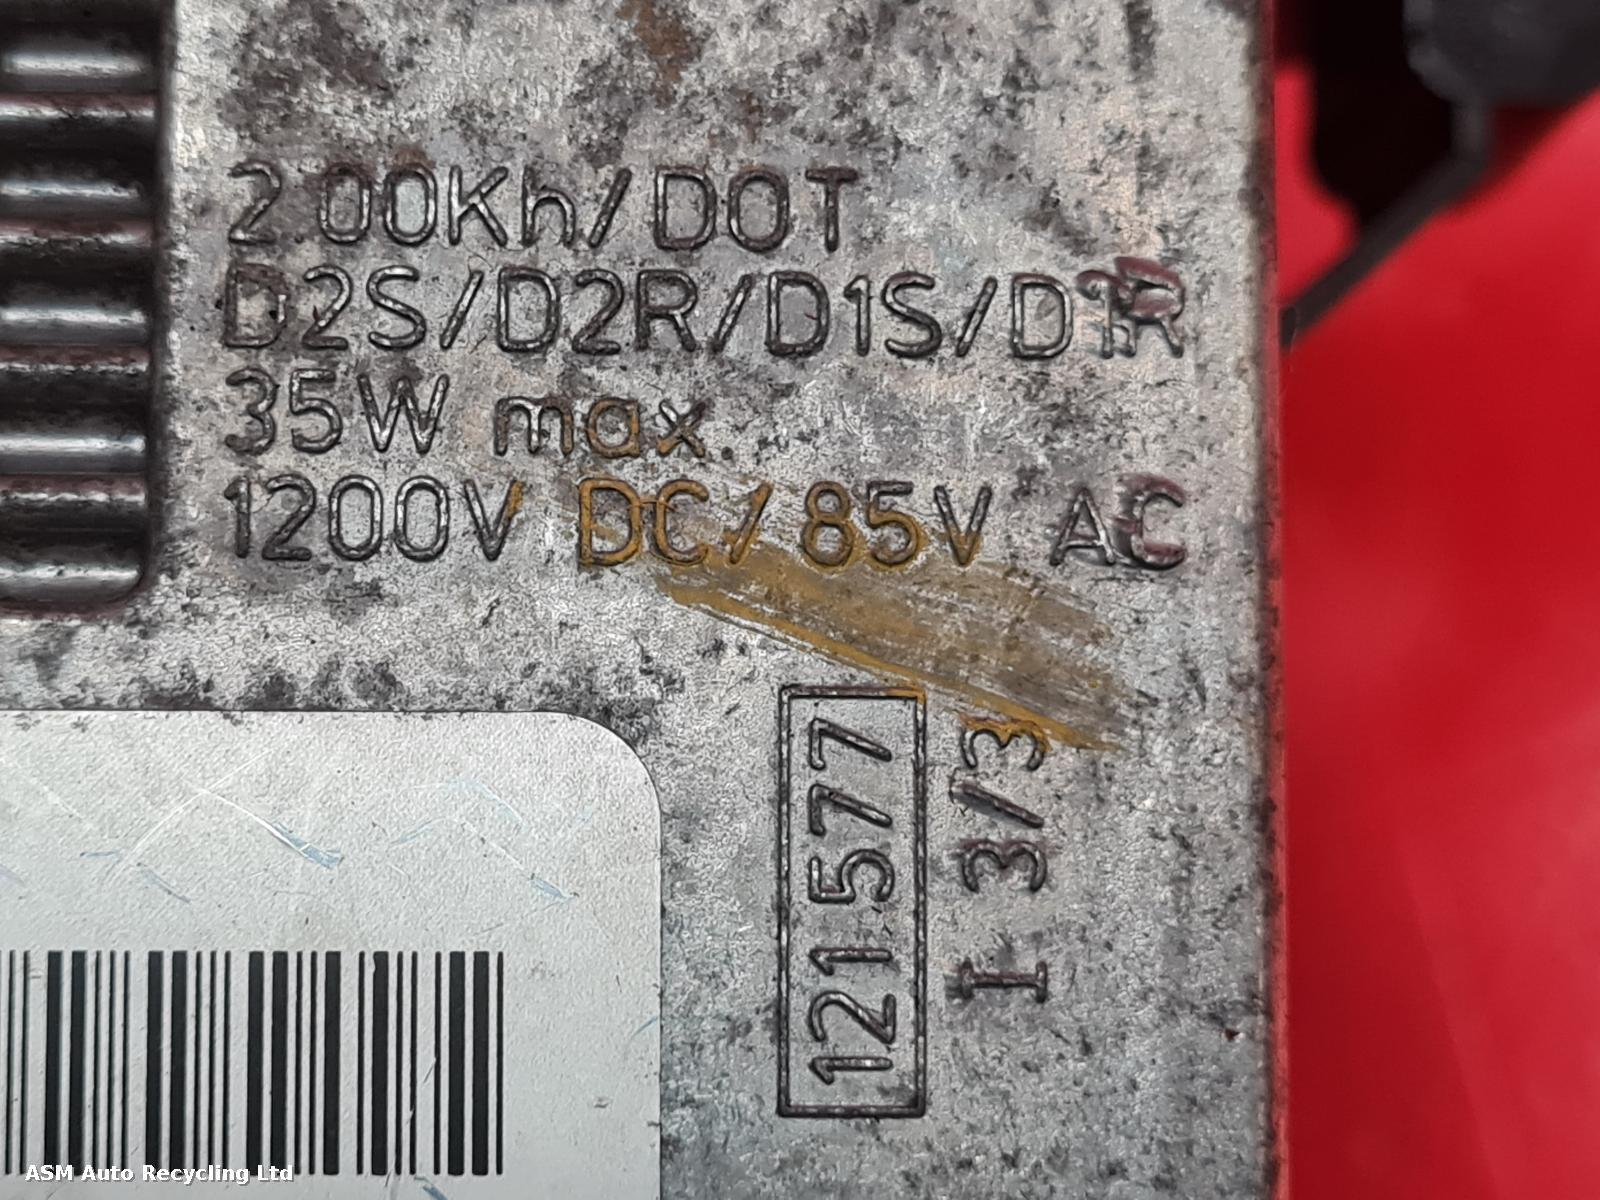 2.00Kh/DOT
D2S/D2R/D1S/D1R
35W max.
1200V DC/85V AC
121577
I 3/3
ASM Auto Recycling Ltd